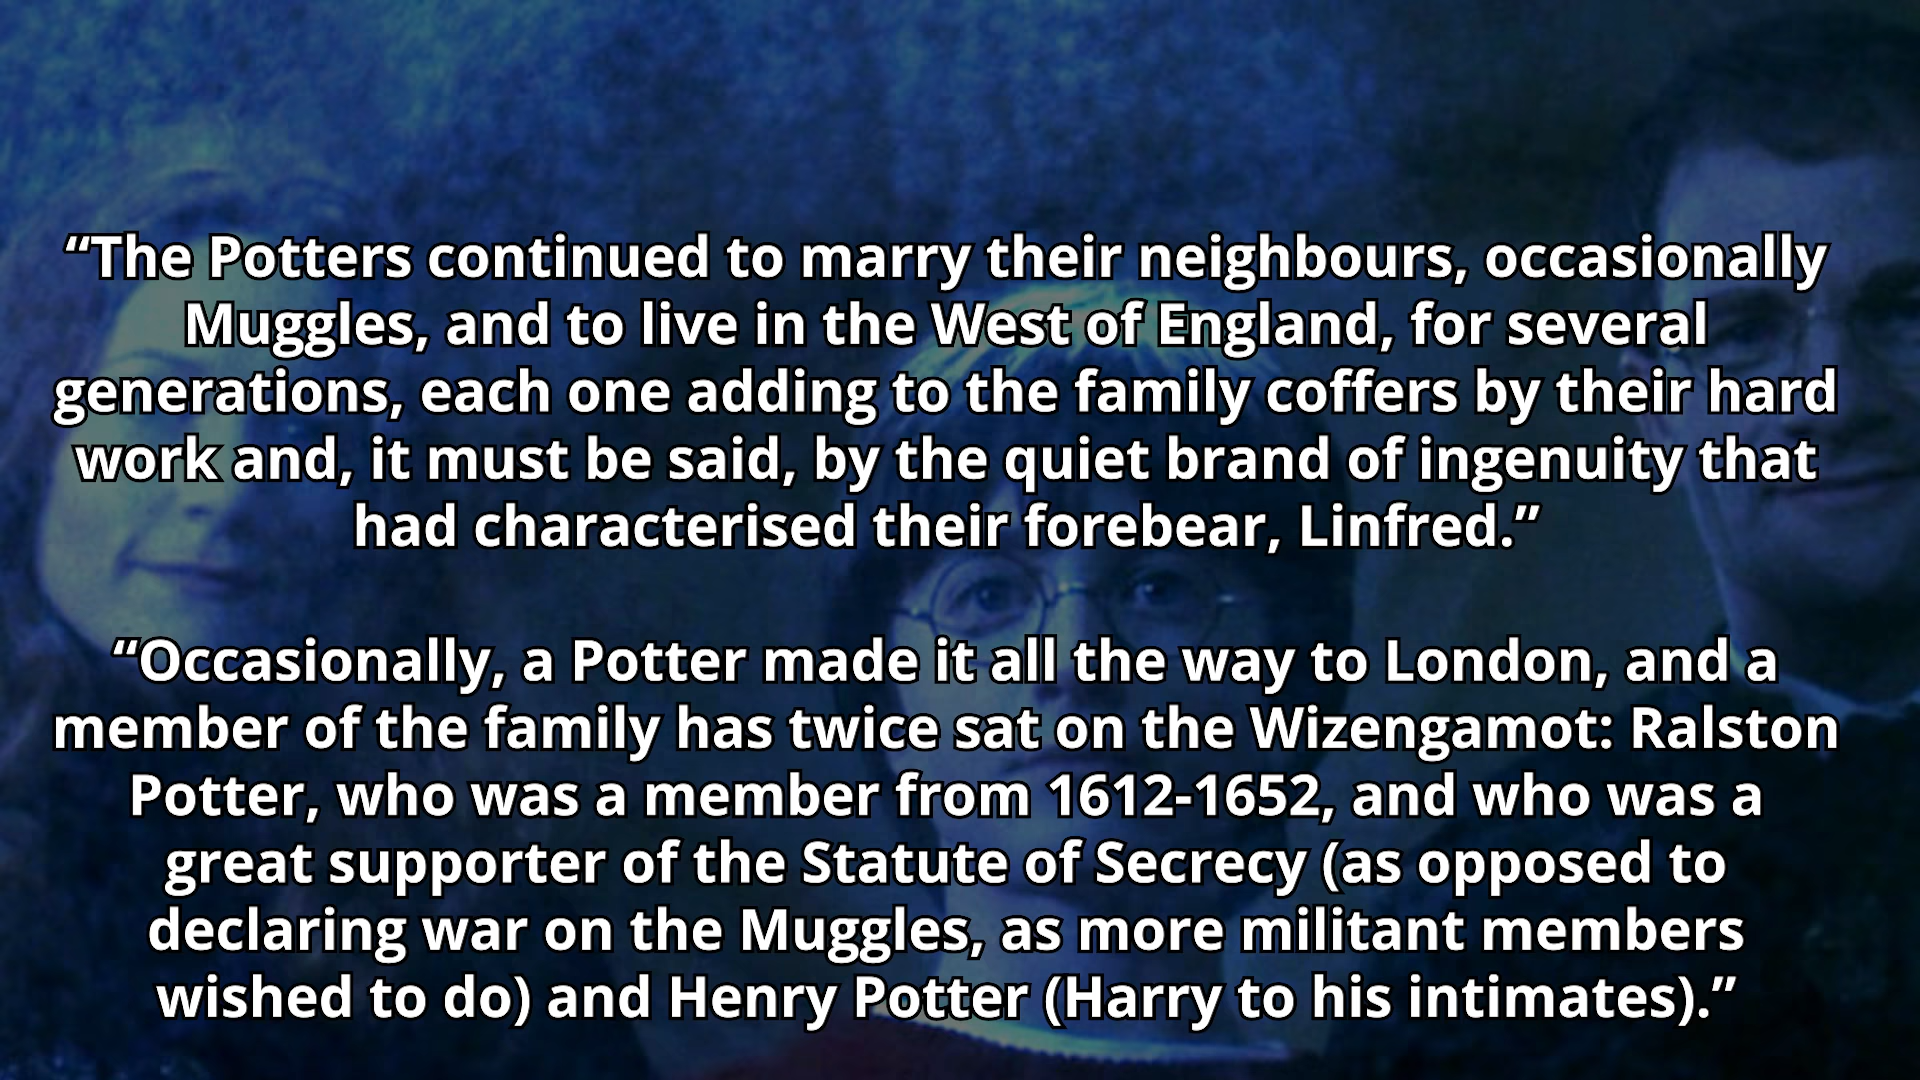 “The Potters continued to marry their neighbours, occasionally
Muggles, and to live in the West of England, for several
generations, each one adding to the family coffers by their hard
work and, it must be said, by the quiet brand of ingenuity that
had characterised their forebear, Linfred.”
“Occasionally, a Potter made it all the way to London, and a
member of the family has twice sat on the Wizengamot: Ralston
Potter, who was a member from 1612-1652, and who was a
great supporter of the Statute of Secrecy (as opposed to
declaring war on the Muggles, as more militant members
wished to do) and Henry Potter (Harry to his intimates).”